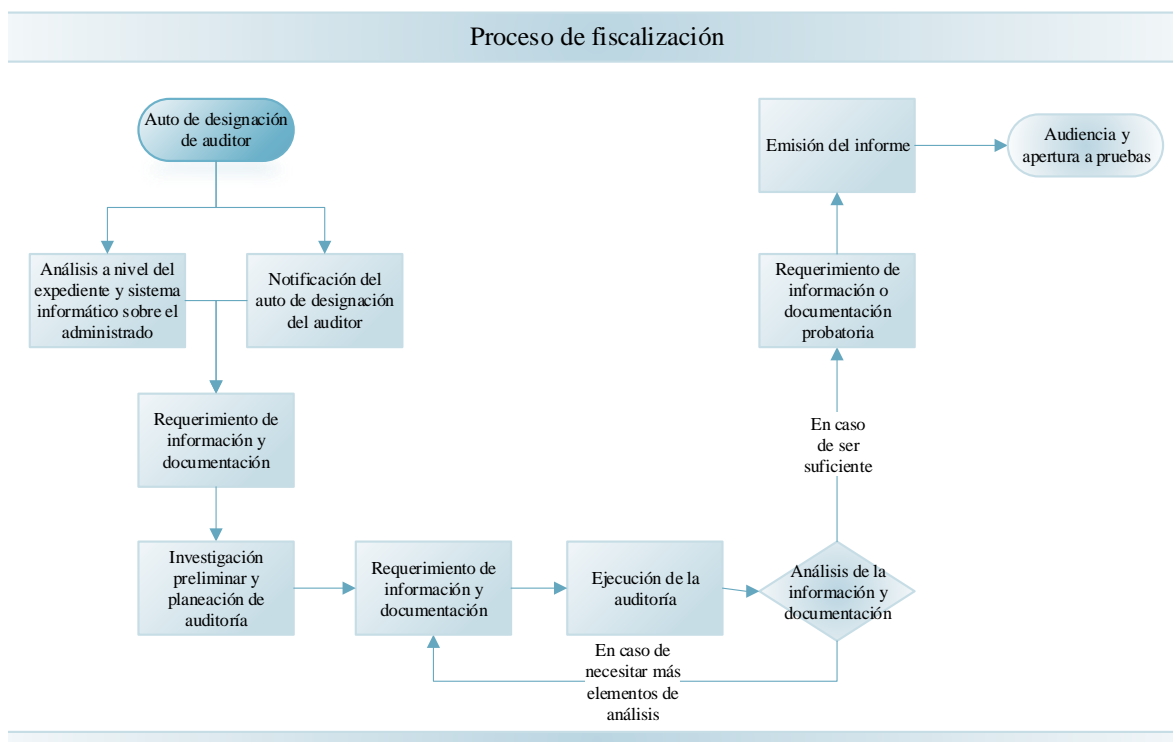 Proceso de fiscalización
Auto de designación
de auditor
Análisis a nivel del
expediente y sistema
informático sobre el
administrado
Notificación del
auto de designación
del auditor
Requerimiento de
información y
documentación
Investigación
preliminar y
planeación de
auditoría
Requerimiento de
información y
documentación
Ejecución de la
auditoría
Análisis de la
información y
documentación
En caso de
necesitar más
elementos de
análisis
En caso
de ser
suficiente
Requerimiento de
información o
documentación
probatoria
Emisión del informe
Audiencia y
apertura a pruebas